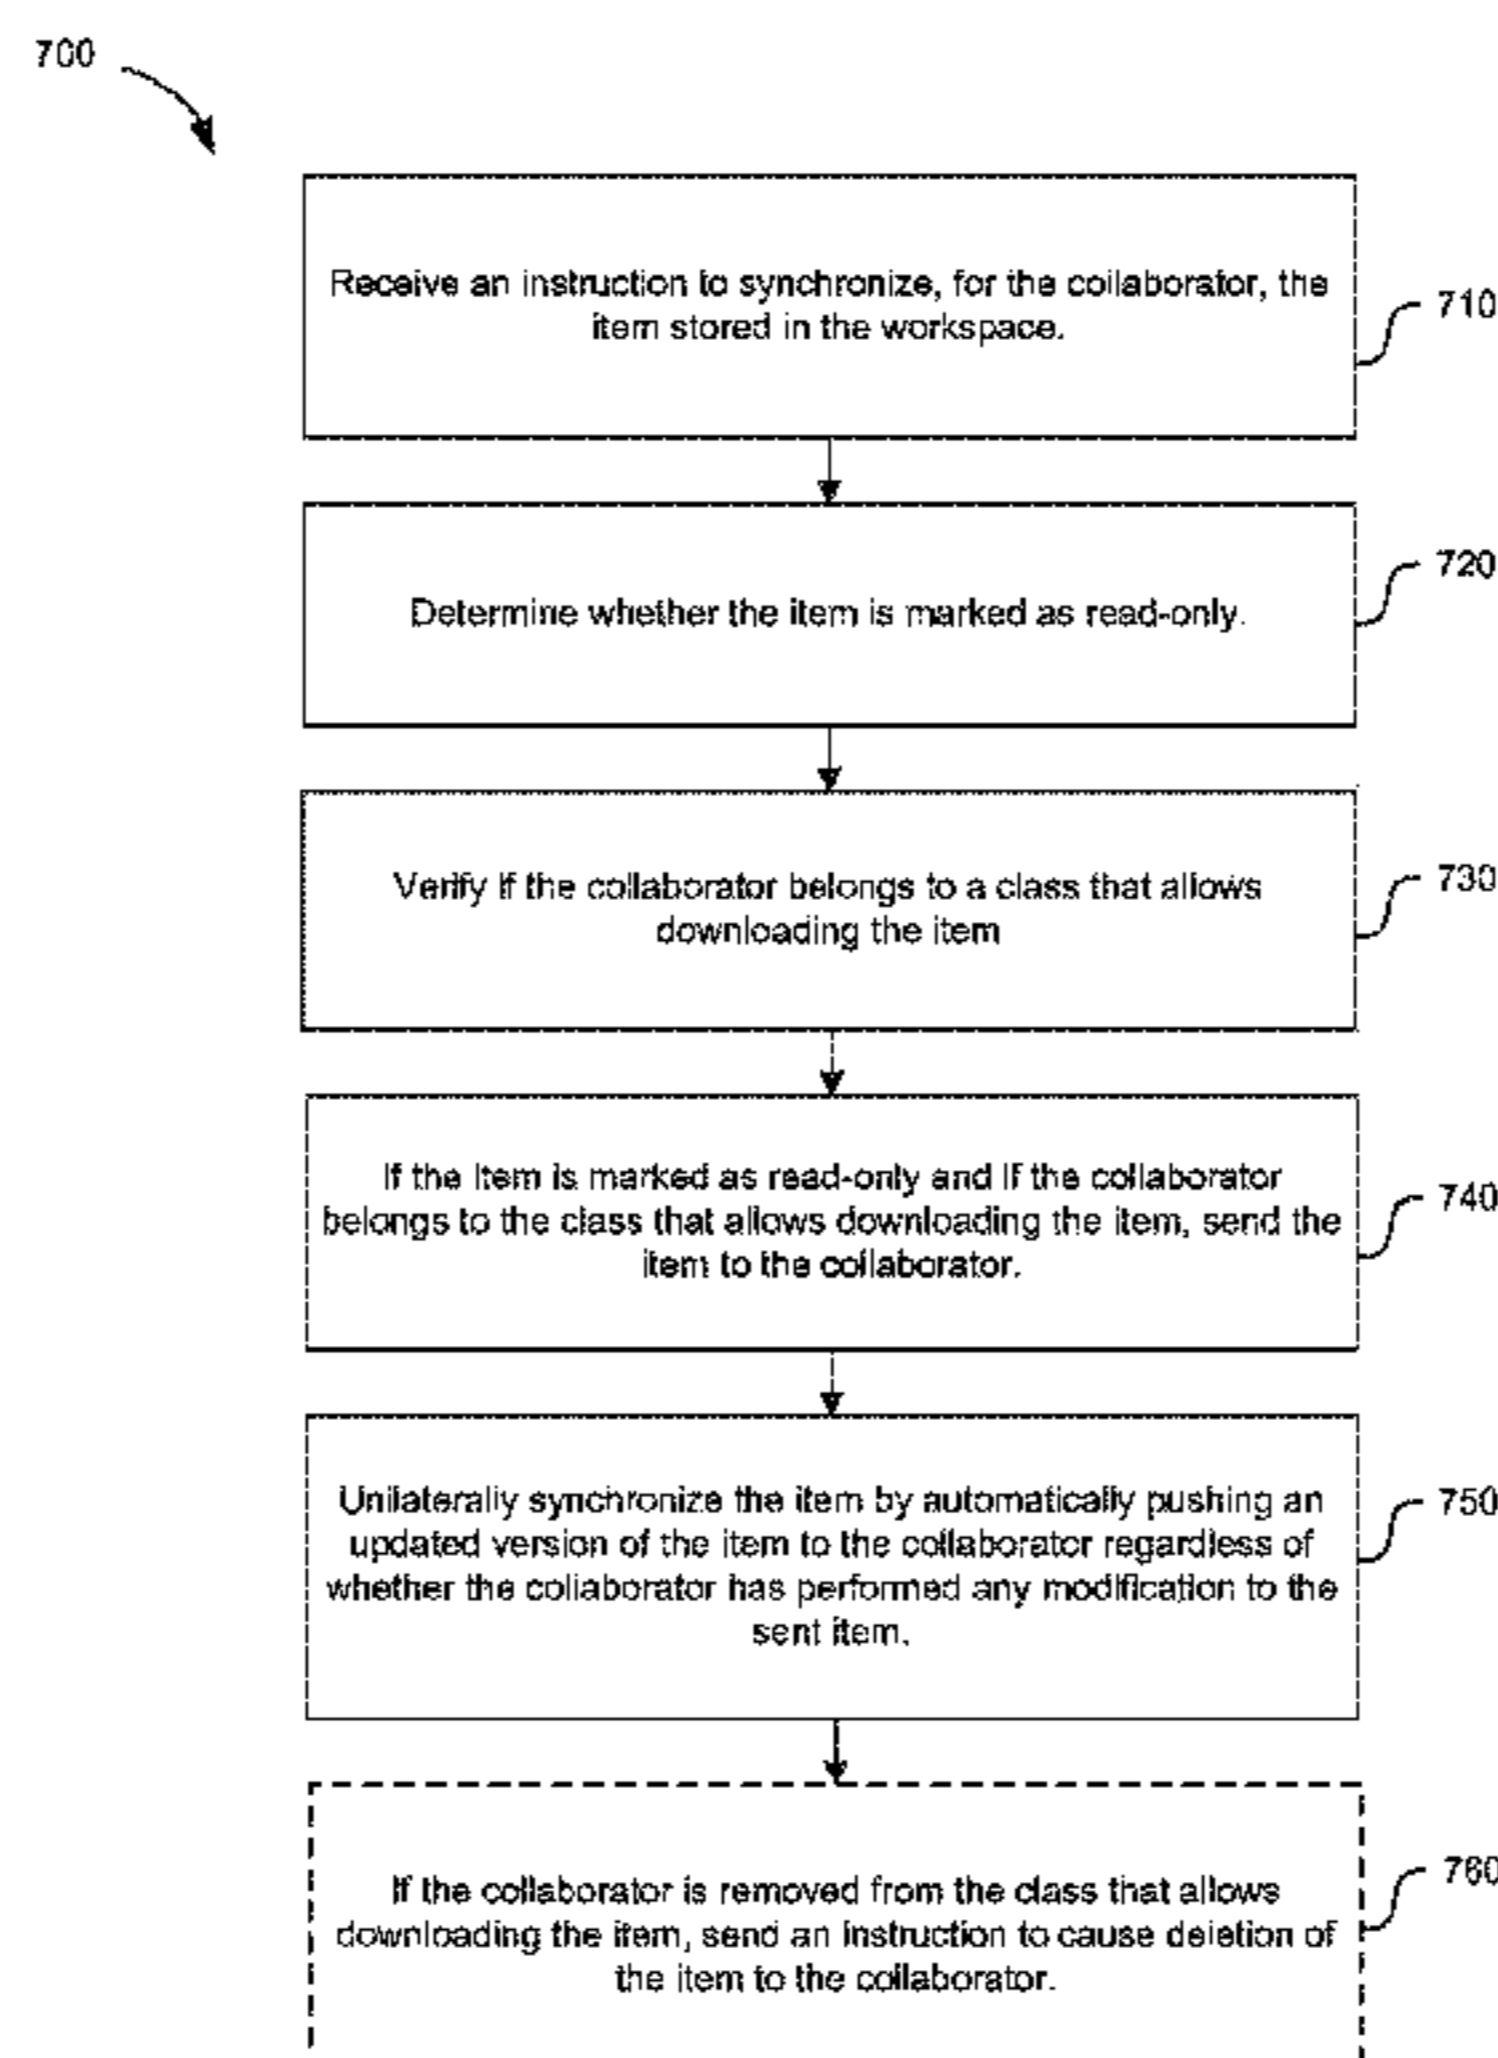 700
Receive an instruction to synchronize, for the collaborator, the
item stored in the workspace.
710
Determine whether the item is marked as read-only.
720
Verify if the collaborator belongs to a class that allows
downloading the item
730
If the item is marked as read-only and if the collaborator
belongs to the class that allows downloading the item, send the
item to the collaborator.
740
Unilaterally synchronize the item by automatically pushing an
updated version of the item to the collaborator regardless of
whether the collaborator has performed any modification to the
sent item.
750
If the collaborator is removed from the class that allows
downloading the item, send an instruction to cause deletion of
the item to the collaborator.
760